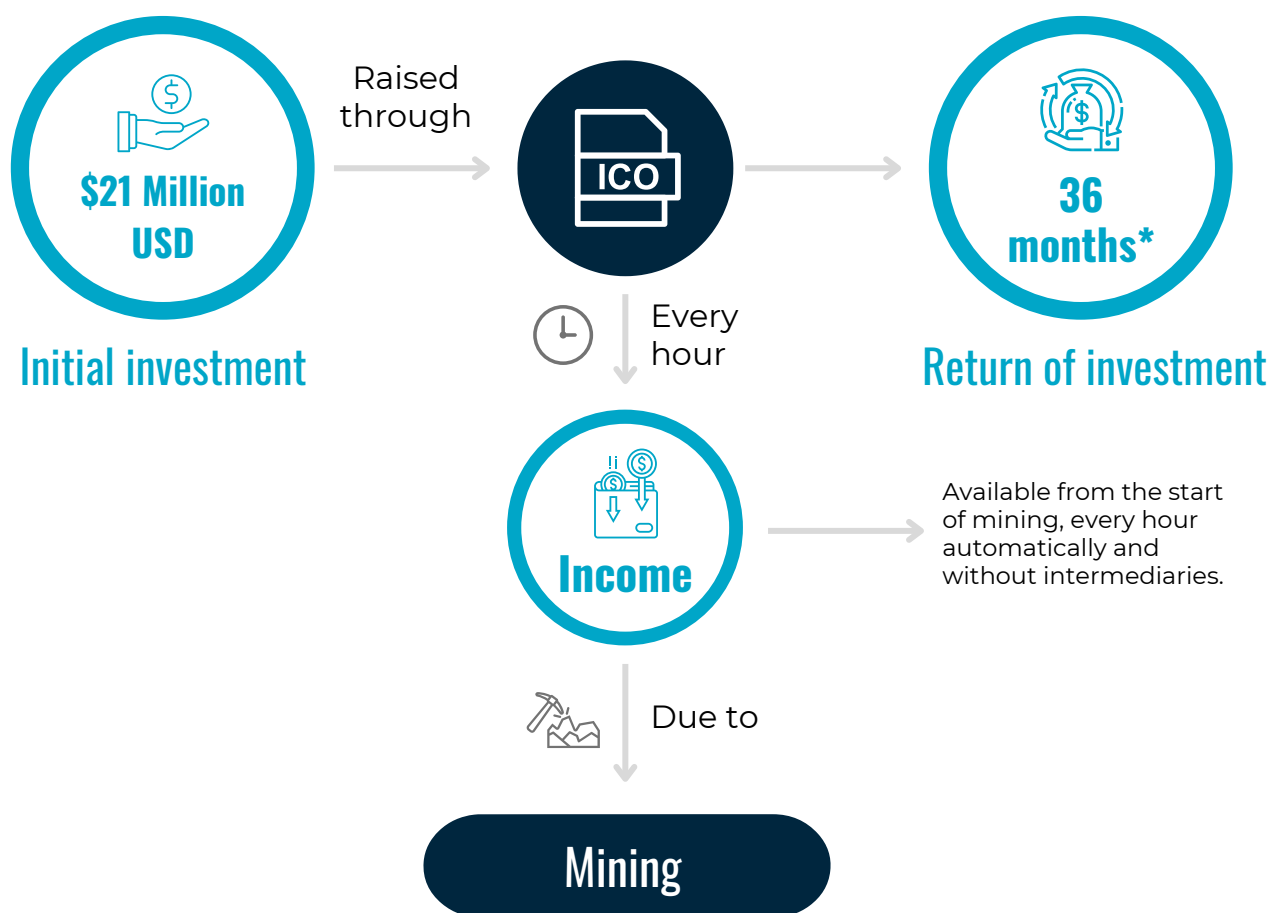 Raised
through
ICO
$21 Million
USD
36
months*
Initial investment
Every
hour
Return of investment
Income
Available from the start
of mining, every hour
automatically and
without intermediaries.
Due to
Mining